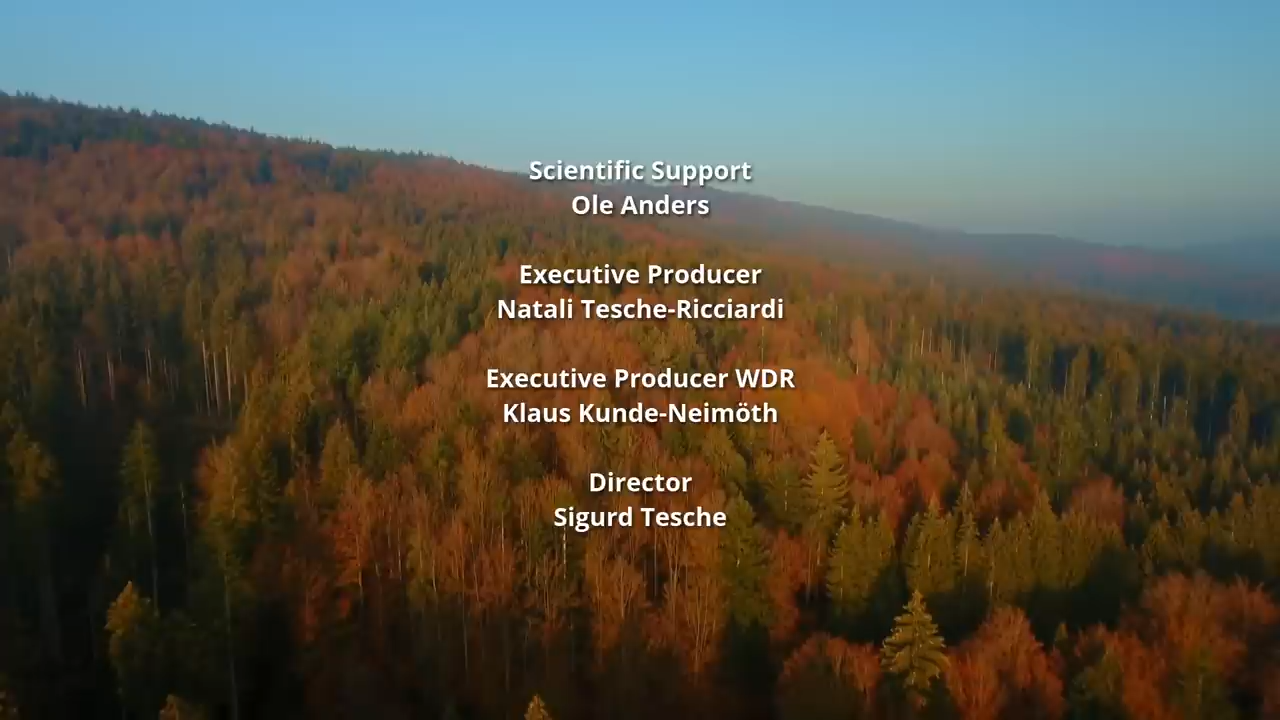 Scientific Support
Ole Anders
Executive Producer
Natali Tesche-Ricciardi
Executive Producer WDR
Klaus Kunde-Neimöth
Director
Sigurd Tesche